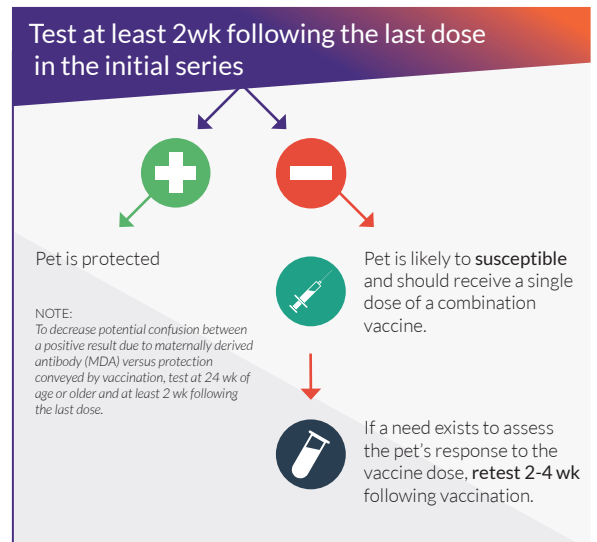 Test at least 2wk following the last dose
in the initial series
Pet is protected
NOTE:
To decrease potential confusion between
a positive result due to maternally derived
antibody (MDA) versus protection
conveyed by vaccination, test at 24 wk of
age or older and at least 2 wk following
the last dose.
Pet is likely to susceptible
and should receive a single
dose of a combination
vaccine.
If a need exists to assess
the pet's response to the
vaccine dose, retest 2-4 wk
following vaccination.